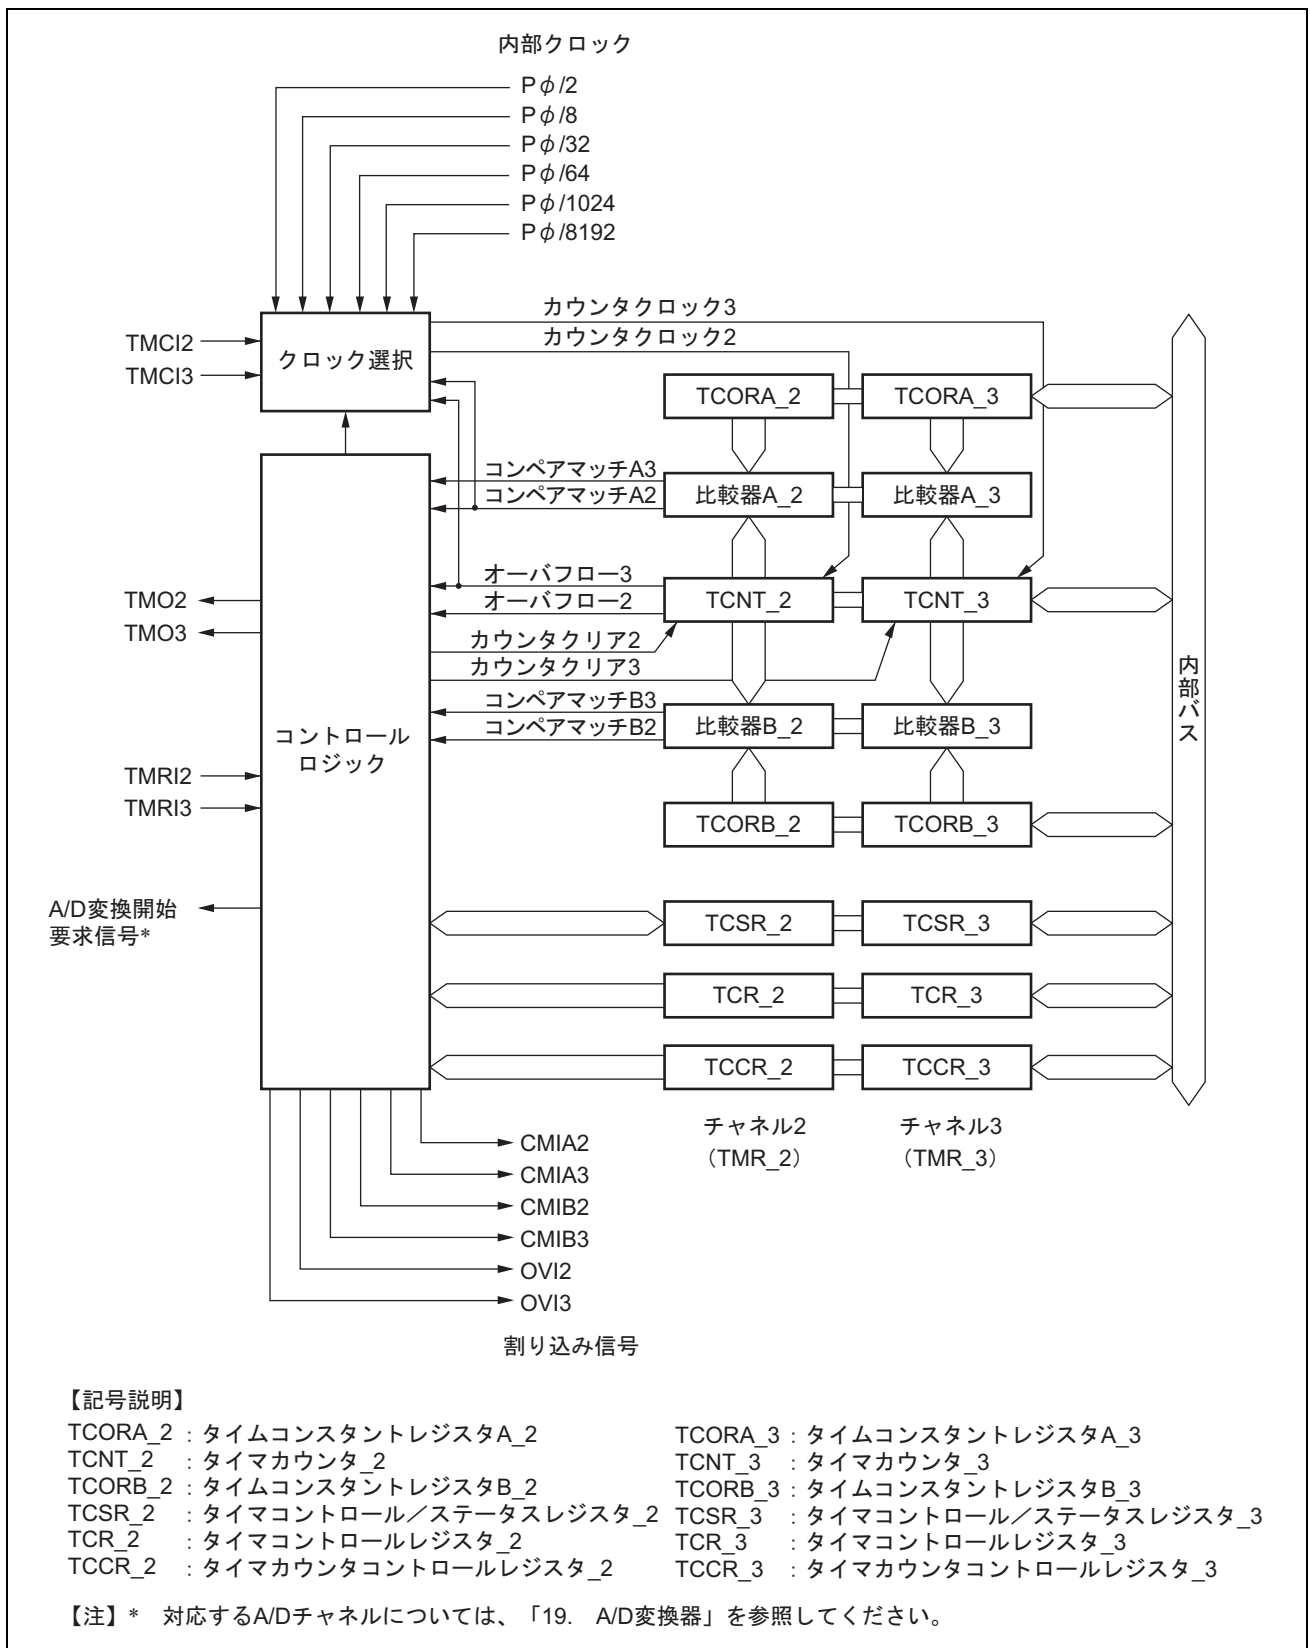 内部クロック
Pφ/2
Pφ/8
Pφ/32
Pφ/64
Pφ/1024
Pφ/8192
カウンタクロック3
カウンタクロック2
TMCI2
TMCI3
クロック選択
TCORA_2
TCORA_3
コンペアマッチA3
コンペアマッチA2
比較器A_2
比較器A_3
オーバフロー3
オーバフロー2
TCNT_2
TCNT_3
TMO2
TMO3
カウンタクリア2
カウンタクリア3
コンペアマッチB3
コンペアマッチB2
比較器B_2
比較器B_3
内部バス
コントロール
ロジック
TMRI2
TMRI3
TCORB_2
TCORB_3
A/D変換開始
要求信号*
TCSR_2
TCSR_3
TCR_2
TCR_3
TCCR_2
TCCR_3
チャネル2
（TMR_2）
チャネル3
（TMR_3）
CMIA2
CMIA3
CMIB2
CMIB3
OVI2
OVI3
割り込み信号
【記号説明】
TCORA_2 : タイムコンスタントレジスタA_2
TCNT_2 : タイマカウンタ_2
TCORB_2 : タイムコンスタントレジスタB_2
TCSR_2 : タイマコントロール／ステータスレジスタ_2
TCR_2 : タイマコントロールレジスタ_2
TCCR_2 : タイマカウンタコントロールレジスタ_2
TCORA_3 : タイムコンスタントレジスタA_3
TCNT_3 : タイマカウンタ_3
TCORB_3 : タイムコンスタントレジスタB_3
TCSR_3 : タイマコントロール／ステータスレジスタ_3
TCR_3 : タイマコントロールレジスタ_3
TCCR_3 : タイマカウンタコントロールレジスタ_3
【注】* 対応するA/Dチャネルについては、「19. A/D変換器」を参照してください。